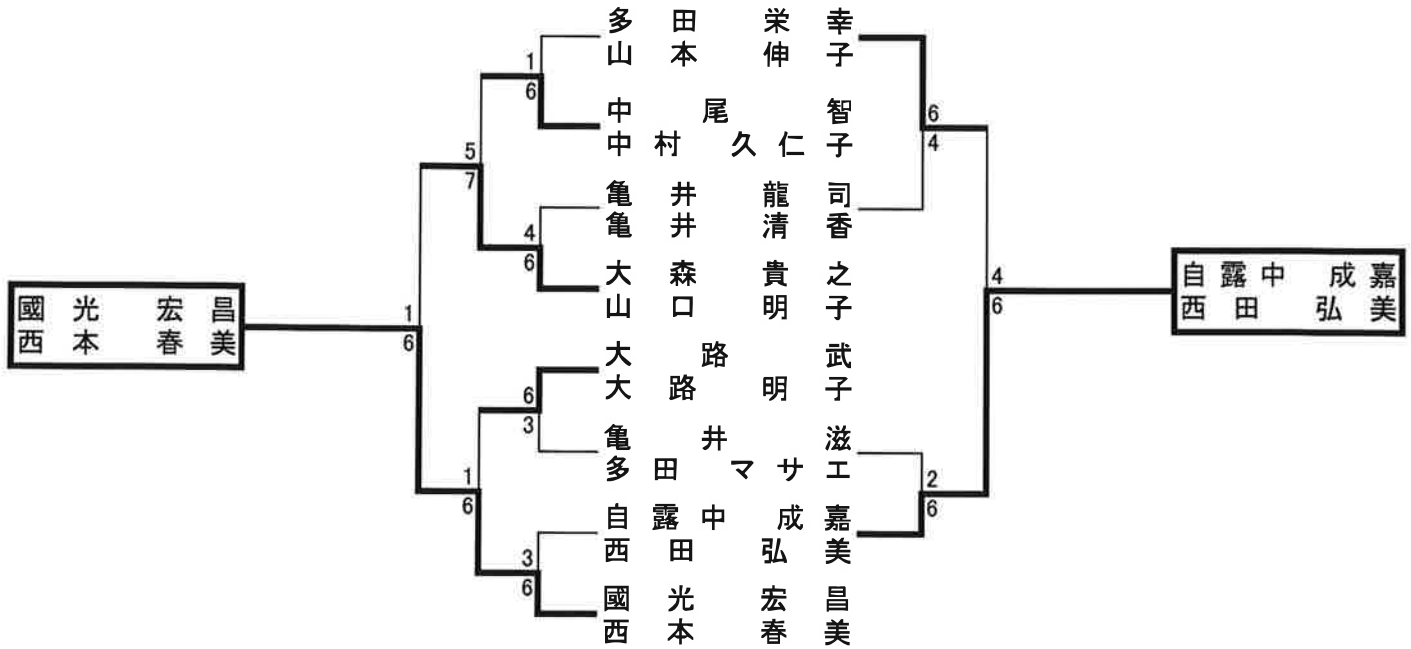 多田 栄幸
山本 伸子
1
6
中尾 智
中村 久仁子
6
4
5
7
亀井 龍司
亀井 清香
4
6
大森 貴之
山口 明子
自露中 成嘉
西田 弘美
4
6
國光 宏昌
西本 春美
1
6
大路 武
大路 明子
6
3
亀井 滋
多田 マサエ
1
6
2
6
自露中 成嘉
西田 弘美
3
6
國光 宏昌
西本 春美